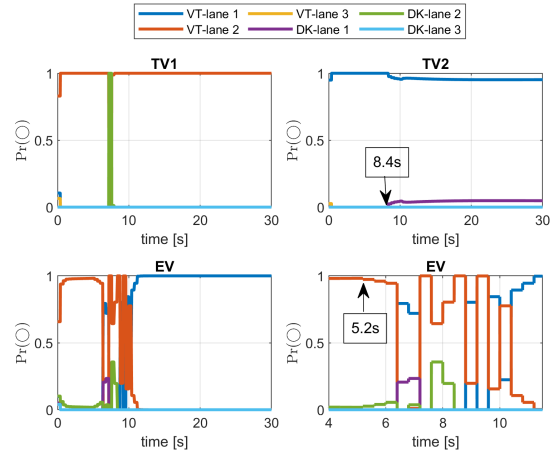 VT-lane 1 VT-lane 3 DK-lane 2
VT-lane 2 DK-lane 1 DK-lane 3
TV1
1
0.5
0
Pr(◯)
0 10 20 30
time [s]
TV2
1
0.5
0
Pr(◯)
8.4s
0 10 20 30
time [s]
EV
1
0.5
0
Pr(◯)
0 10 20 30
time [s]
EV
1
0.5
0
Pr(◯)
5.2s
4 6 8 10
time [s]